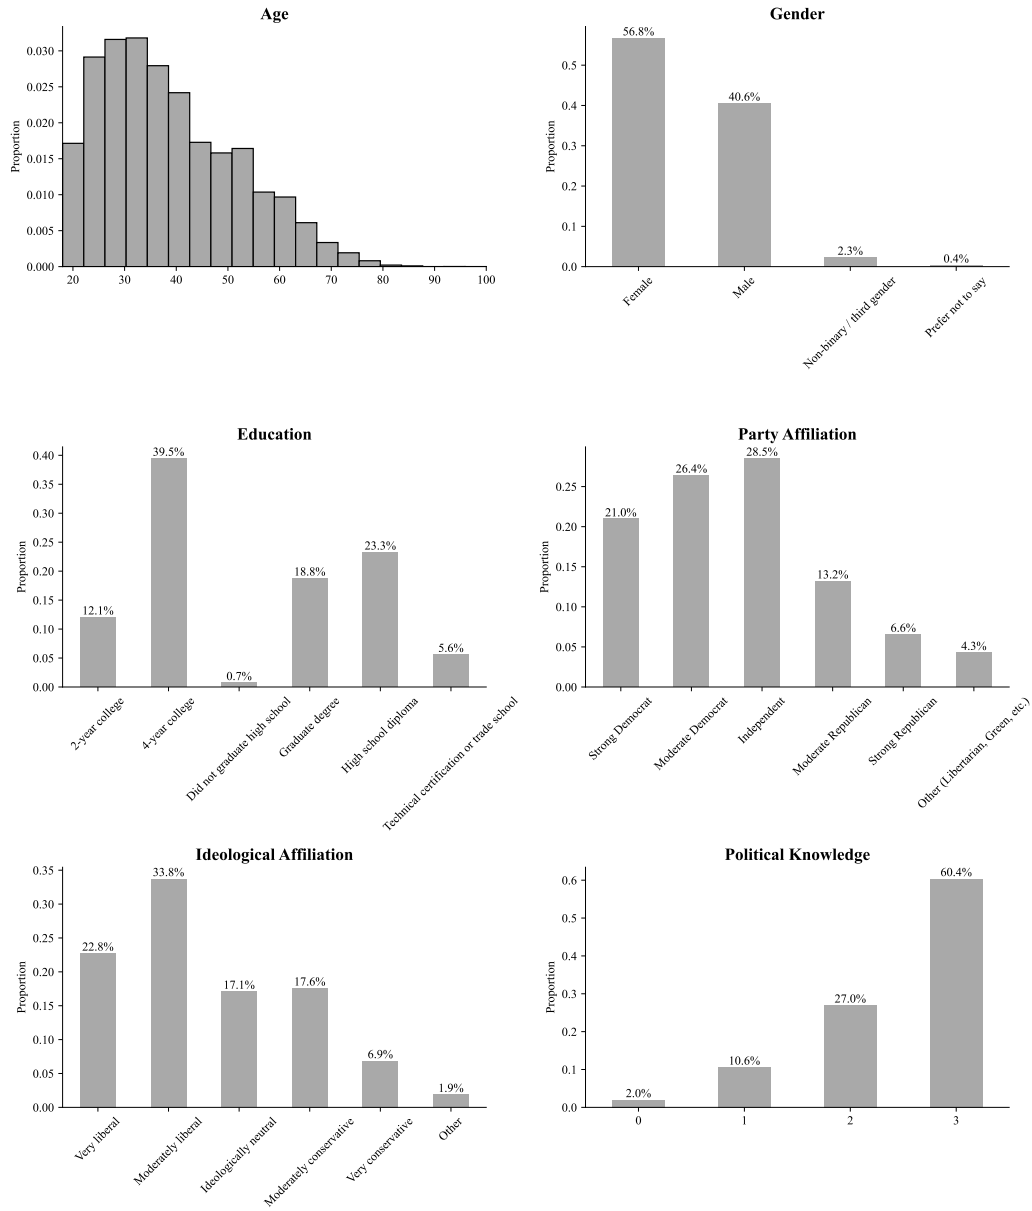 Age
Proportion
0.030
0.025
0.020
0.015
0.010
0.005
0.000
20 30 40 50 60 70 80 90 100
Gender
Proportion
0.5
0.4
0.3
0.2
0.1
0.0
56.8%
40.6%
2.3%
0.4%
Female
Male
Non-binary / third gender
Prefer not to say
Education
Proportion
0.40
0.35
0.30
0.25
0.20
0.15
0.10
0.05
0.00
12.1%
39.5%
0.7%
18.8%
23.3%
5.6%
2-year college
4-year college
Did not graduate high school
Graduate degree
High school diploma
Technical certification or trade school
Party Affiliation
Proportion
0.25
0.20
0.15
0.10
0.05
0.00
21.0%
26.4%
28.5%
13.2%
6.6%
4.3%
Strong Democrat
Moderate Democrat
Independent
Moderate Republican
Strong Republican
Other (Libertarian, Green, etc.)
Ideological Affiliation
Proportion
0.35
0.30
0.25
0.20
0.15
0.10
0.05
0.00
22.8%
33.8%
17.1%
17.6%
6.9%
1.9%
Very liberal
Moderately liberal
Ideologically neutral
Moderately conservative
Very conservative
Other
Political Knowledge
Proportion
0.6
0.5
0.4
0.3
0.2
0.1
0.0
2.0%
10.6%
27.0%
60.4%
0 1 2 3